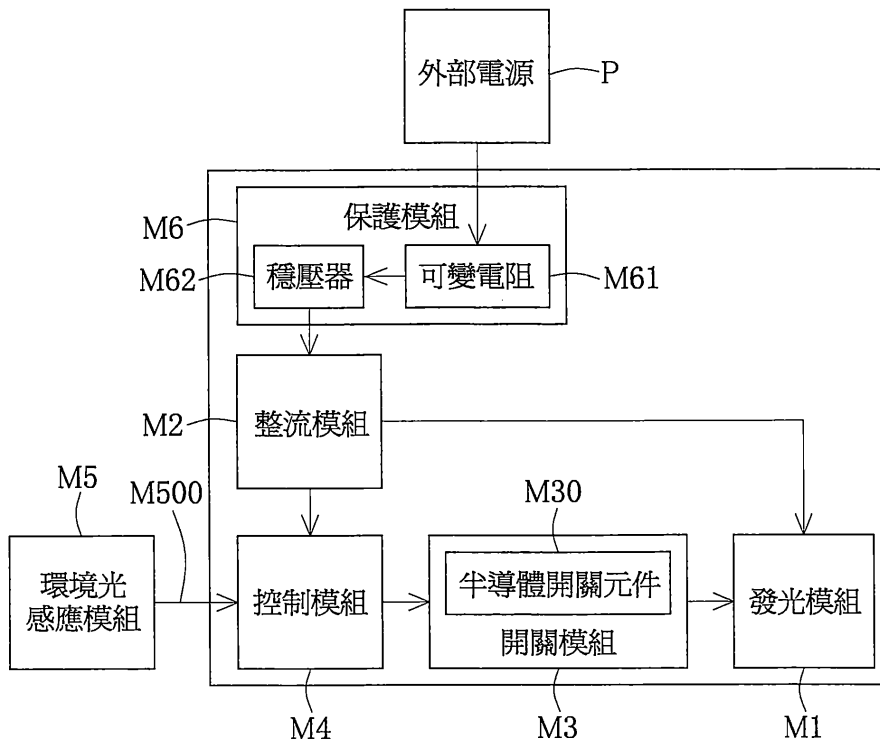 外部電源
P
M6
保護模組
M62
穩壓器
可變電阻
M61
M2
整流模組
M5
M500
M30
環境光
感應模組
控制模組
半導體開關元件
開關模組
發光模組
M4
M3
M1